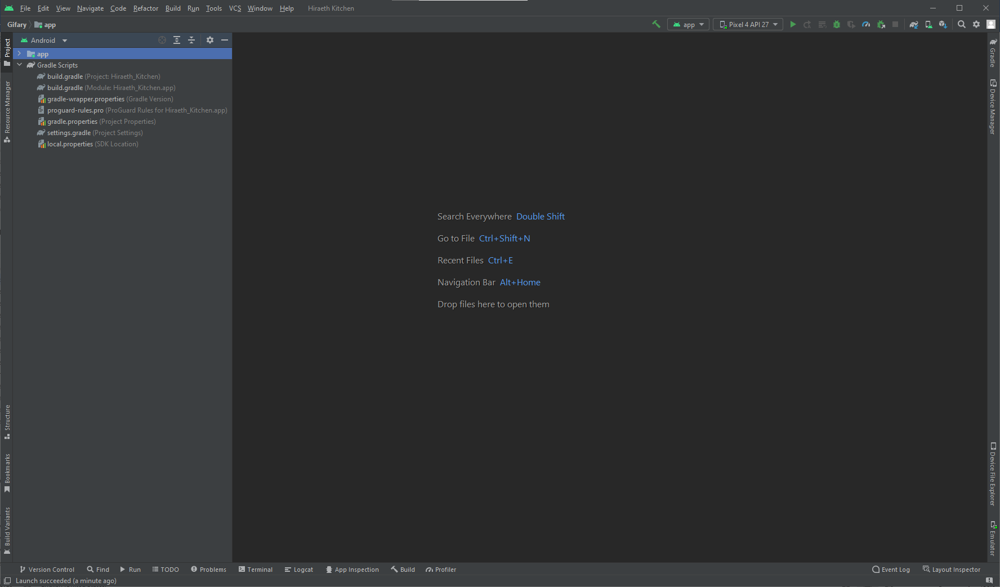 File Edit View Navigate Code Refactor Build Run Tools VCS Window Help Hiraeth Kitchen
Gifary app
app Pixel 4 API 27
Project
Android
app
Gradle Scripts
build.gradle (Project: Hiraeth_Kitchen)
build.gradle (Module: Hiraeth_Kitchen.app)
gradle-wrapper.properties (Gradle Version)
proguard-rules.pro (ProGuard Rules for Hiraeth_Kitchen.app)
gradle.properties (Project Properties)
settings.gradle (Project Settings)
local.properties (SDK Location)
Resource Manager
Structure
Bookmarks
Build Variants
Search Everywhere Double Shift
Go to File Ctrl+Shift+N
Recent Files Ctrl+E
Navigation Bar Alt+Home
Drop files here to open them
Gradle
Device Manager
Device File Explorer
Emulator
Version Control Find Run TODO Problems Terminal Logcat App Inspection Build Profiler Event Log Layout Inspector
Launch succeeded (a minute ago)